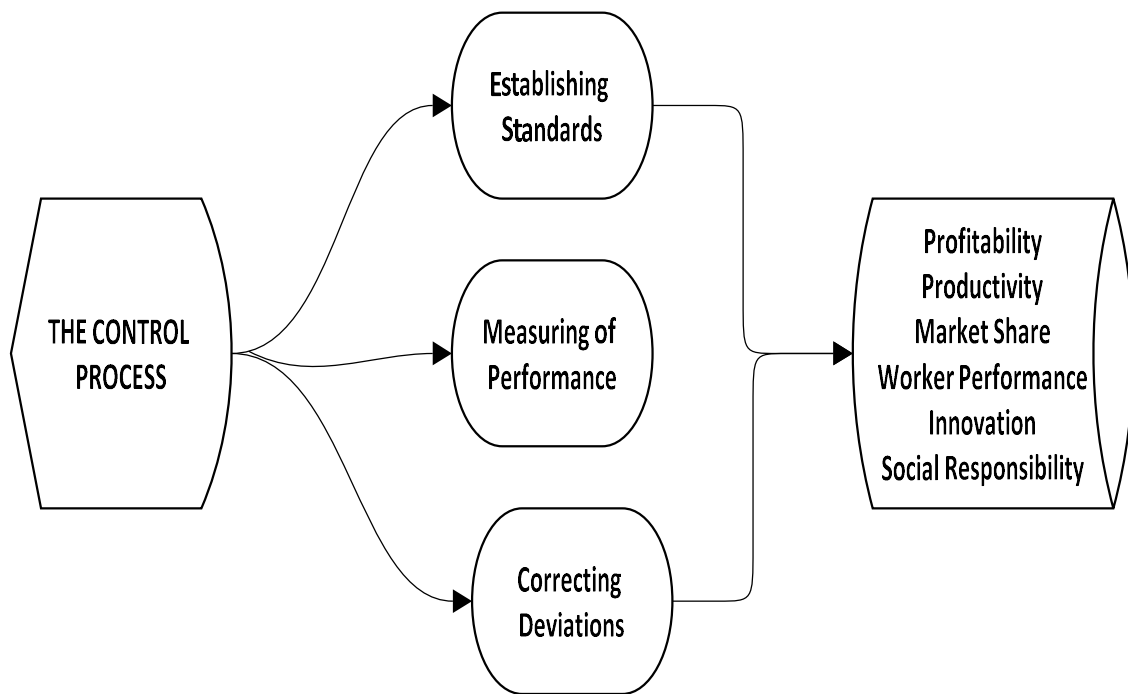 THE CONTROL
PROCESS
Establishing
Standards
Measuring of
Performance
Correcting
Deviations
Profitability
Productivity
Market Share
Worker Performance
Innovation
Social Responsibility